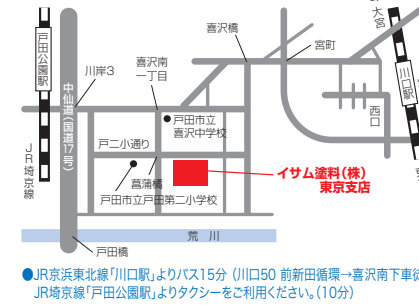 大宮
喜沢橋
宮町
戸田公園駅
川岸3
喜沢南
一丁目
川口駅
中仙道(国道17号)
戸田市立
喜沢中学校
西口
戸二小通り
JR埼京線
菖蒲橋
イサム塗料(株)
東京支店
戸田市立戸田第二小学校
荒川
戸田橋
●JR京浜東北線「川口駅」よりバス15分(川口50 前新田循環→喜沢南下車徒
JR埼京線「戸田公園駅」よりタクシーをご利用ください。(10分)